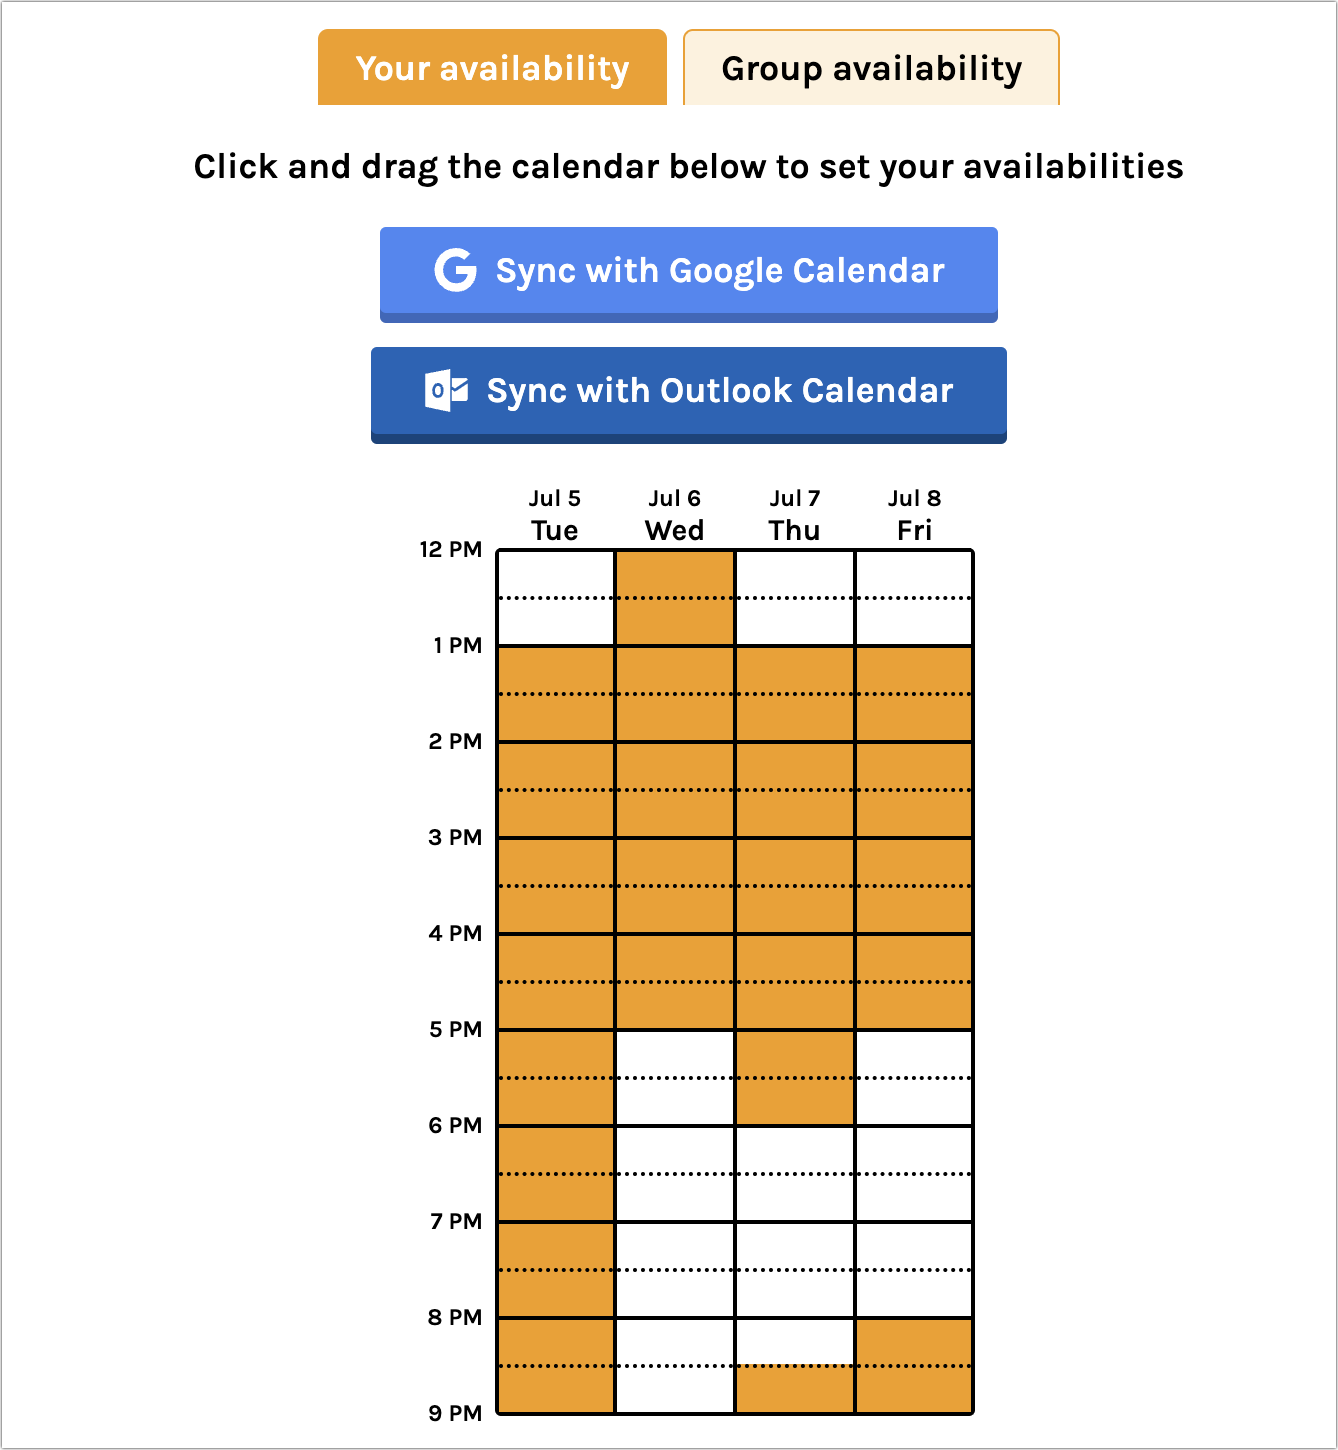 Your availability
Group availability
Click and drag the calendar below to set your availabilities
G Sync with Google Calendar
O Sync with Outlook Calendar
Jul 5 Jul 6 Jul 7 Jul 8
Tue Wed Thu Fri
12 PM
1 PM
2 PM
3 PM
4 PM
5 PM
6 PM
7 PM
8 PM
9 PM